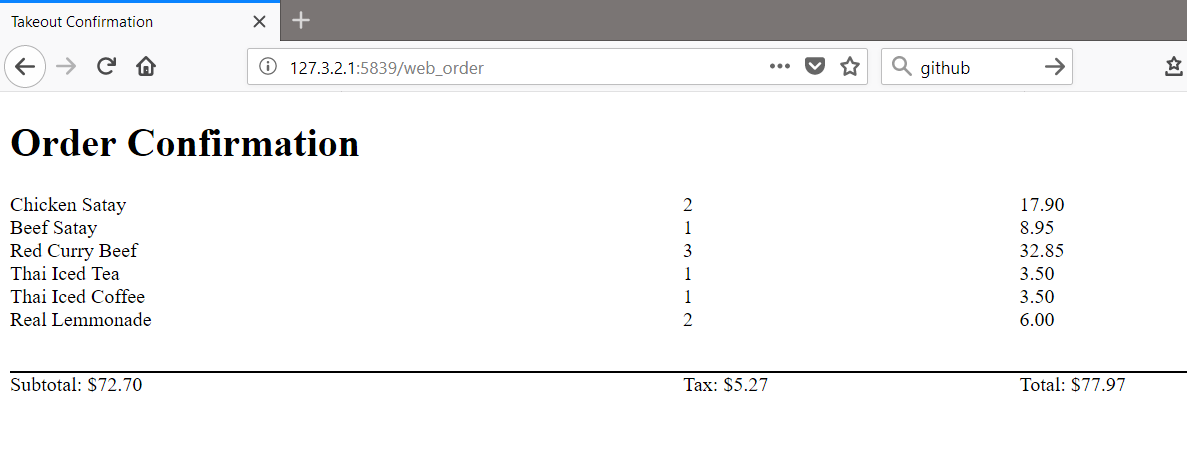 Takeout Confirmation
127.3.2.1:5839/web_order github
Order Confirmation
Chicken Satay 2 17.90
Beef Satay 1 8.95
Red Curry Beef 3 32.85
Thai Iced Tea 1 3.50
Thai Iced Coffee 1 3.50
Real Lemmonade 2 6.00
Subtotal: $72.70 Tax: $5.27 Total: $77.97